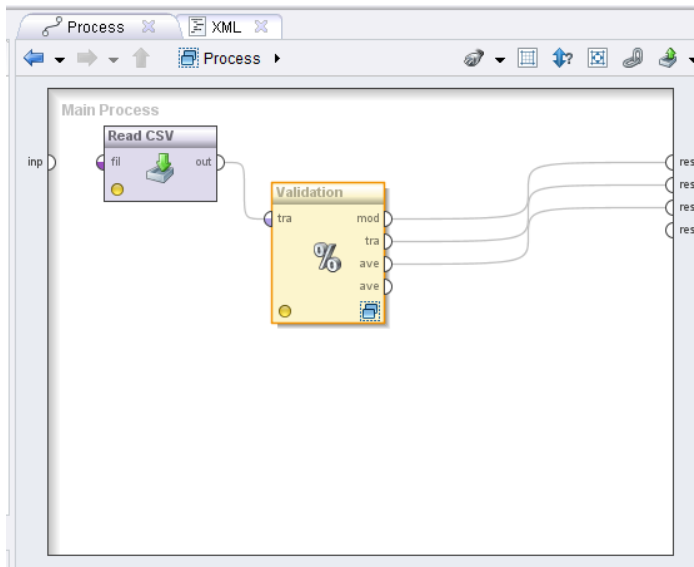 Process
XML
Process
Main Process
Read CSV
inp
fil
out
res
Validation
res
tra
mod
res
tra
res
ave
ave